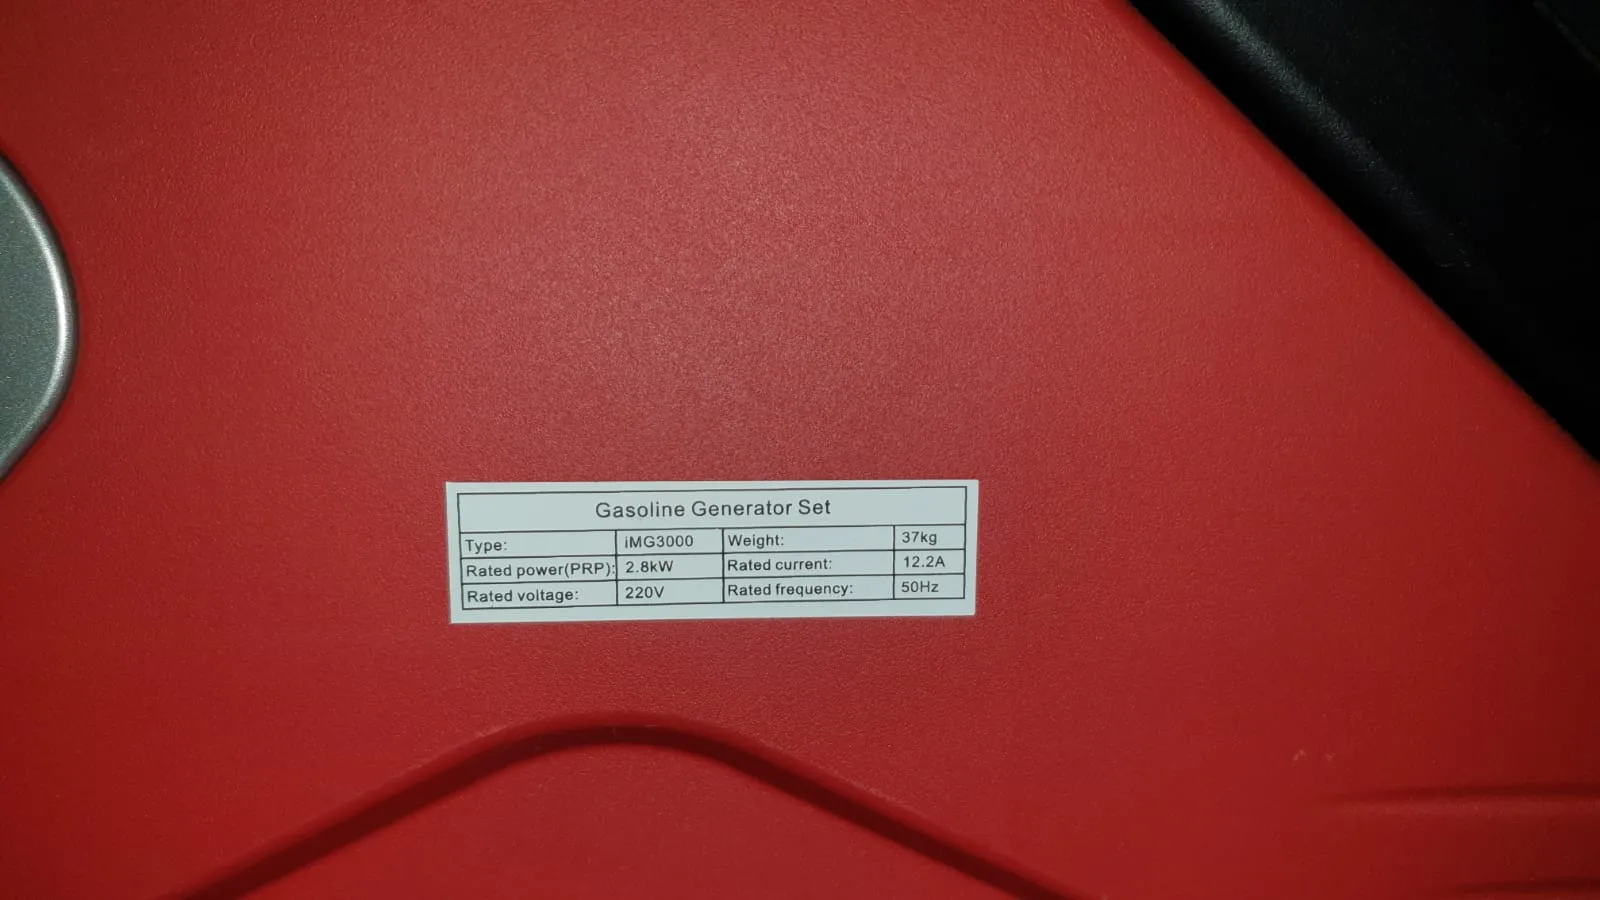 Gasoline Generator Set
Type: iMG3000 Weight: 37kg
Rated power(PRP): 2.8kW Rated current: 12.2A
Rated voltage: 220V Rated frequency: 50Hz